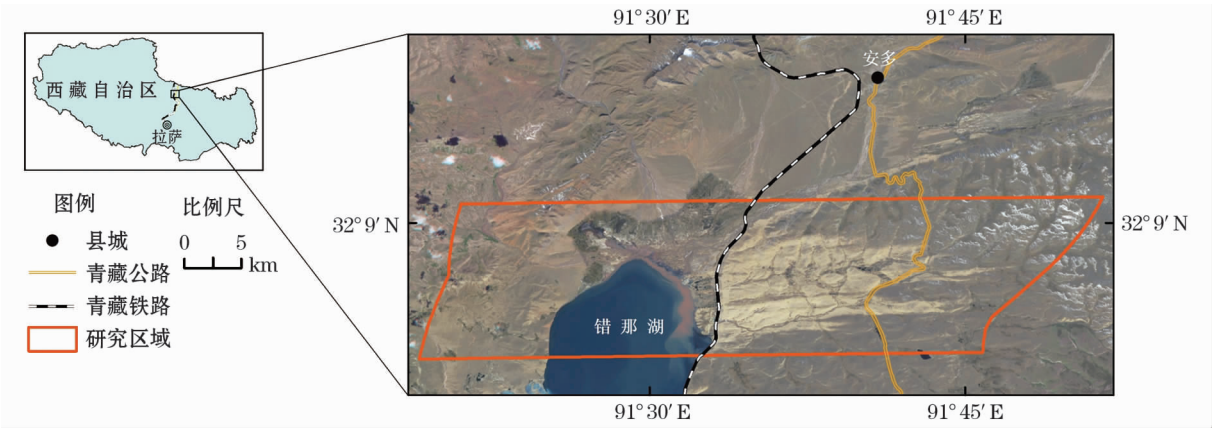 91°30′E
91°45′E
西藏自治区
拉萨
安多
图例
比例尺
0 5
km
县城
青藏公路
青藏铁路
研究区域
32°9′N
32°9′N
错那湖
91°30′E
91°45′E